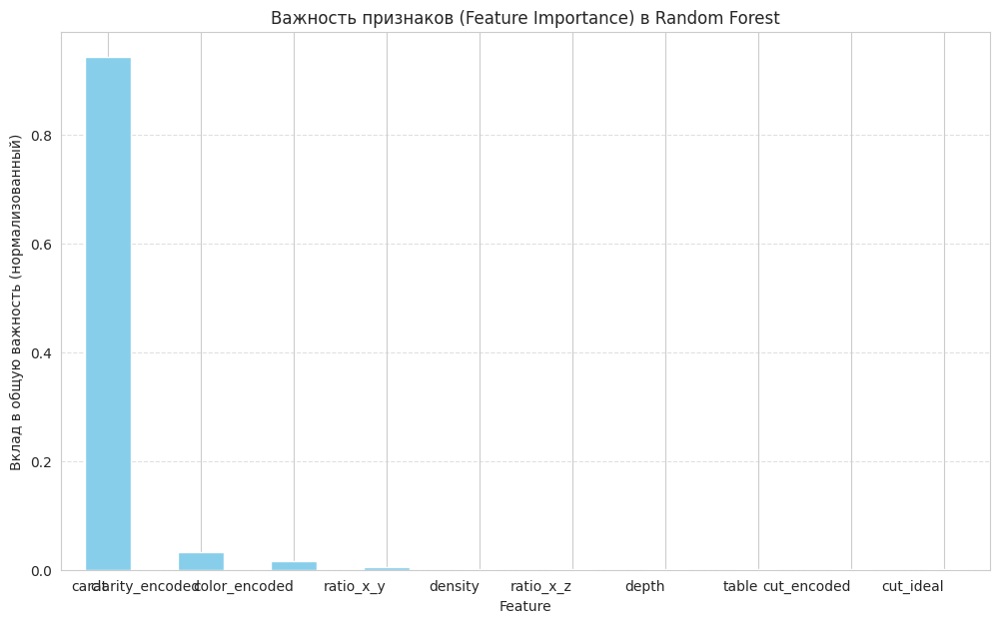 Важность признаков (Feature Importance) в Random Forest
Вклад в общую важность (нормализованный)
0.8
0.6
0.4
0.2
0.0
carat clarity_encoded color_encoded ratio_x_y density ratio_x_z depth table cut_encoded cut_ideal
Feature